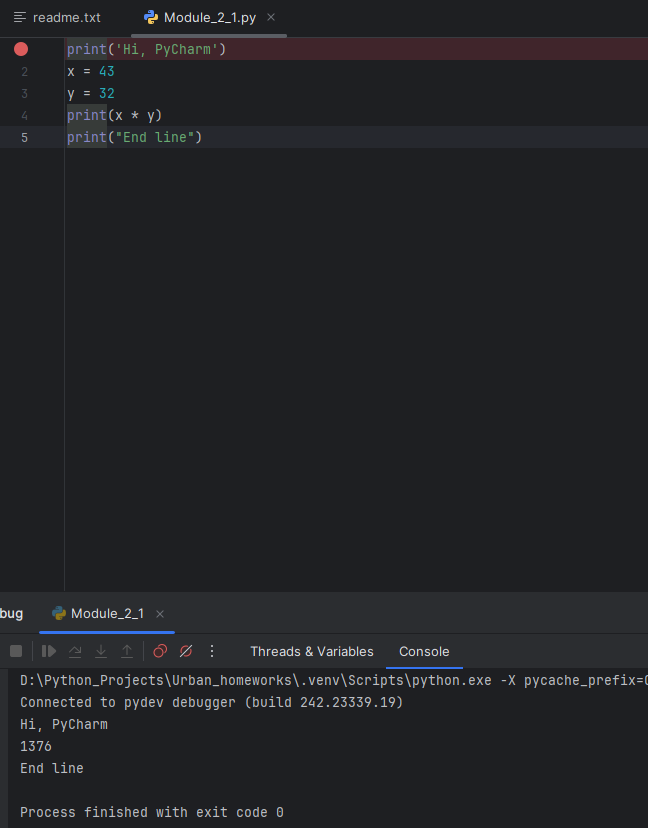 readme.txt Module_2_1.py
print('Hi, PyCharm')
2 x = 43
3 y = 32
4 print(x * y)
5 print("End line")
bug Module_2_1
Threads & Variables Console
D:\Python_Projects\Urban_homeworks\.venv\Scripts\python.exe -X pycache_prefix=
Connected to pydev debugger (build 242.23339.19)
Hi, PyCharm
1376
End line
Process finished with exit code 0